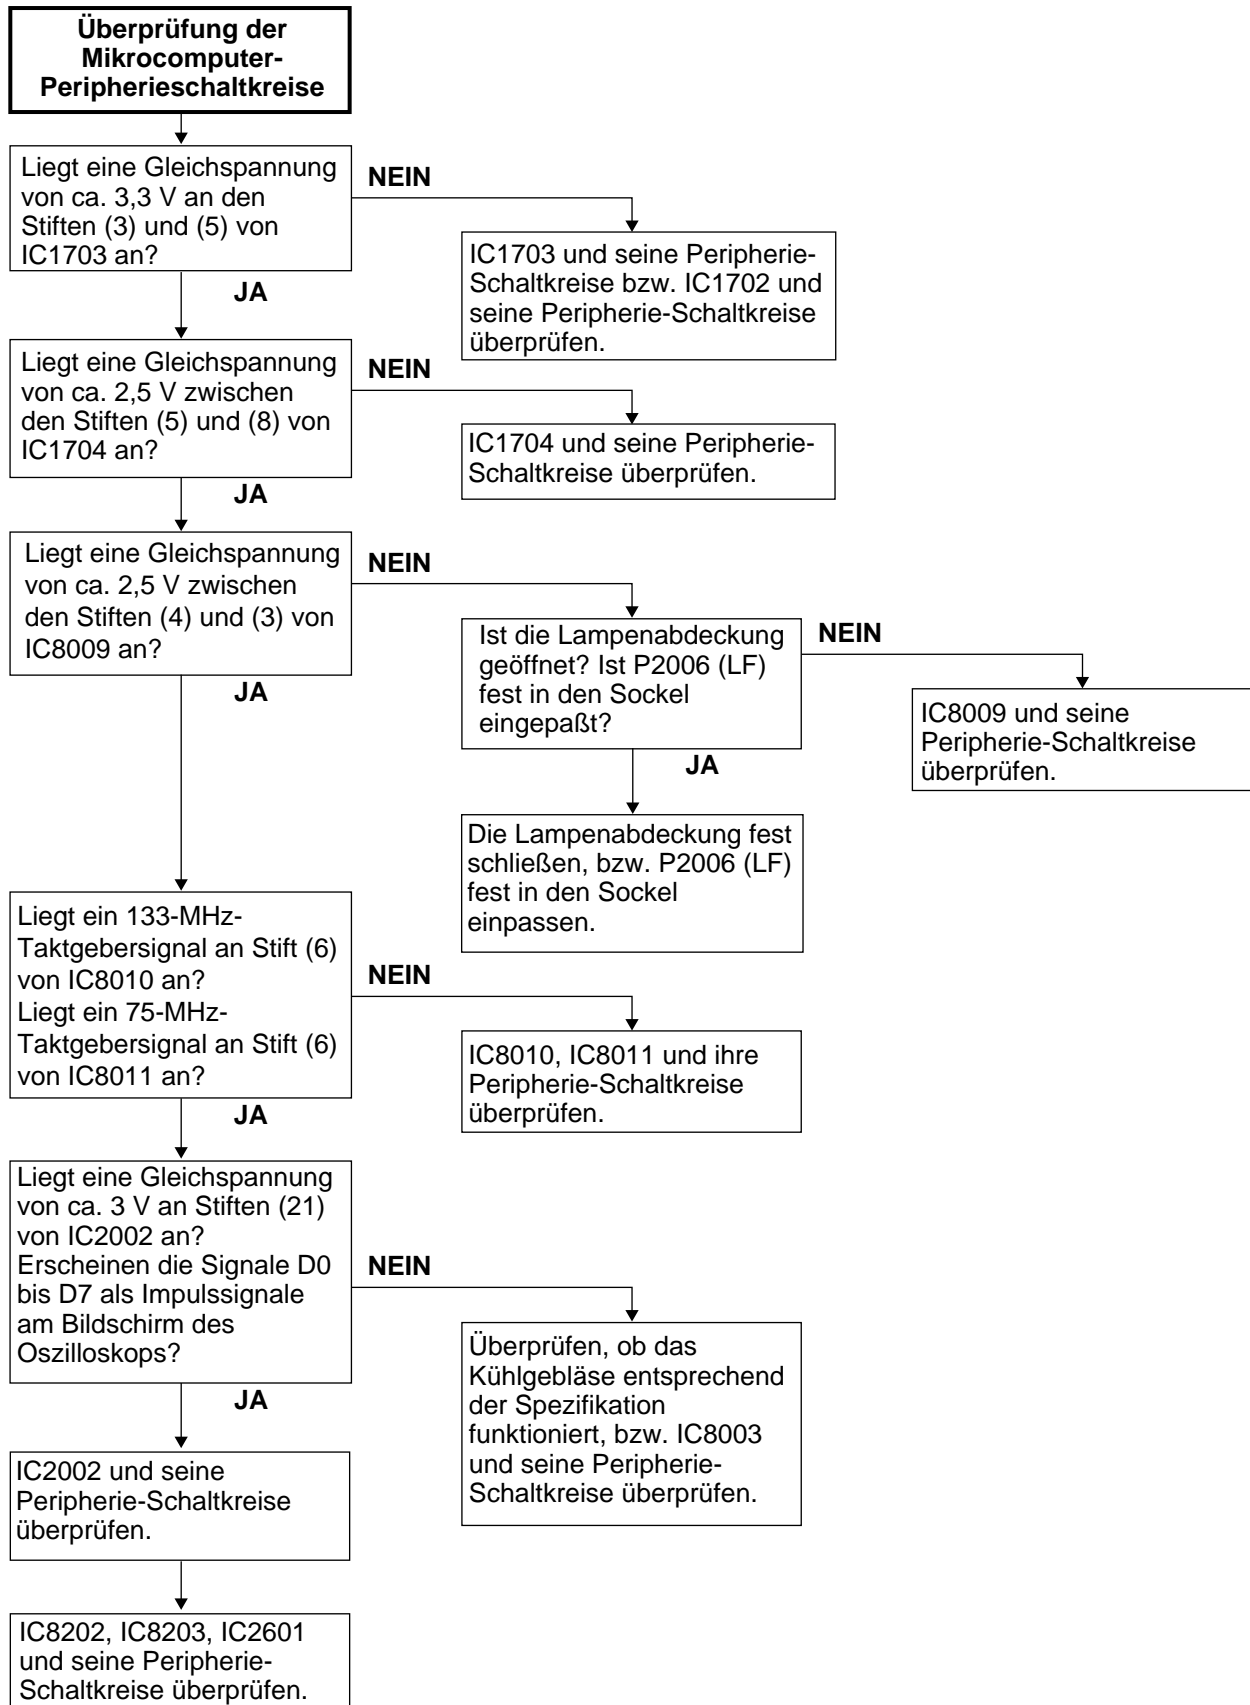 Überprüfung der
Mikrocomputer-
Peripherieschaltkreise
Liegt eine Gleichspannung
von ca. 3,3 V an den
Stiften (3) und (5) von
IC1703 an?
NEIN
IC1703 und seine Peripherie-
Schaltkreise bzw. IC1702 und
seine Peripherie-Schaltkreise
überprüfen.
JA
Liegt eine Gleichspannung
von ca. 2,5 V zwischen
den Stiften (5) und (8) von
IC1704 an?
NEIN
IC1704 und seine Peripherie-
Schaltkreise überprüfen.
JA
Liegt eine Gleichspannung
von ca. 2,5 V zwischen
den Stiften (4) und (3) von
IC8009 an?
NEIN
Ist die Lampenabdeckung
geöffnet? Ist P2006 (LF)
fest in den Sockel
eingepaßt?
NEIN
IC8009 und seine
Peripherie-Schaltkreise
überprüfen.
JA
Die Lampenabdeckung fest
schließen, bzw. P2006 (LF)
fest in den Sockel
einpassen.
JA
Liegt ein 133-MHz-
Taktgebersignal an Stift (6)
von IC8010 an?
Liegt ein 75-MHz-
Taktgebersignal an Stift (6)
von IC8011 an?
NEIN
IC8010, IC8011 und ihre
Peripherie-Schaltkreise
überprüfen.
JA
Liegt eine Gleichspannung
von ca. 3 V an Stiften (21)
von IC2002 an?
Erscheinen die Signale D0
bis D7 als Impulssignale
am Bildschirm des
Oszilloskops?
NEIN
Überprüfen, ob das
Kühlgebläse entsprechend
der Spezifikation
funktioniert, bzw. IC8003
und seine Peripherie-
Schaltkreise überprüfen.
JA
IC2002 und seine
Peripherie-Schaltkreise
überprüfen.
IC8202, IC8203, IC2601
und seine Peripherie-
Schaltkreise überprüfen.